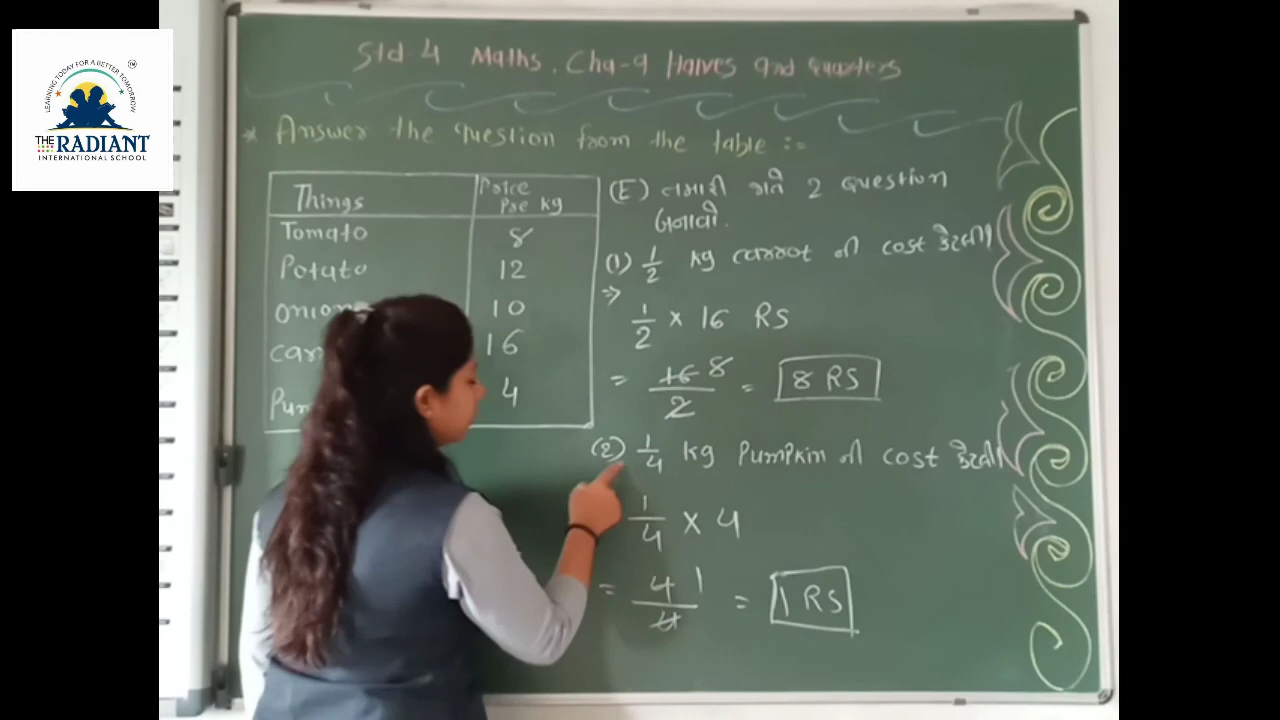 LEARNING TODAY FOR A BETTER TOMORROW
THE RADIANT
INTERNATIONAL SCHOOL
Std-4 Maths, Cha-9 Halves and Quarters
* Answer the question from the table :-
Things Price Per kg
Tomato 8
Potato 12
Onion 10
Car 16
Pum 4
(E) તમારી જાતે 2 question
બનાવો.
(1) 1/2 kg carrot ની cost કેટલી?
⇒
1/2 × 16 RS
= 16/2 8 = 8 RS
(2) 1/4 kg Pumpkin ની cost કેટલી
1/4 × 4
= 4/4 1 = 1 RS